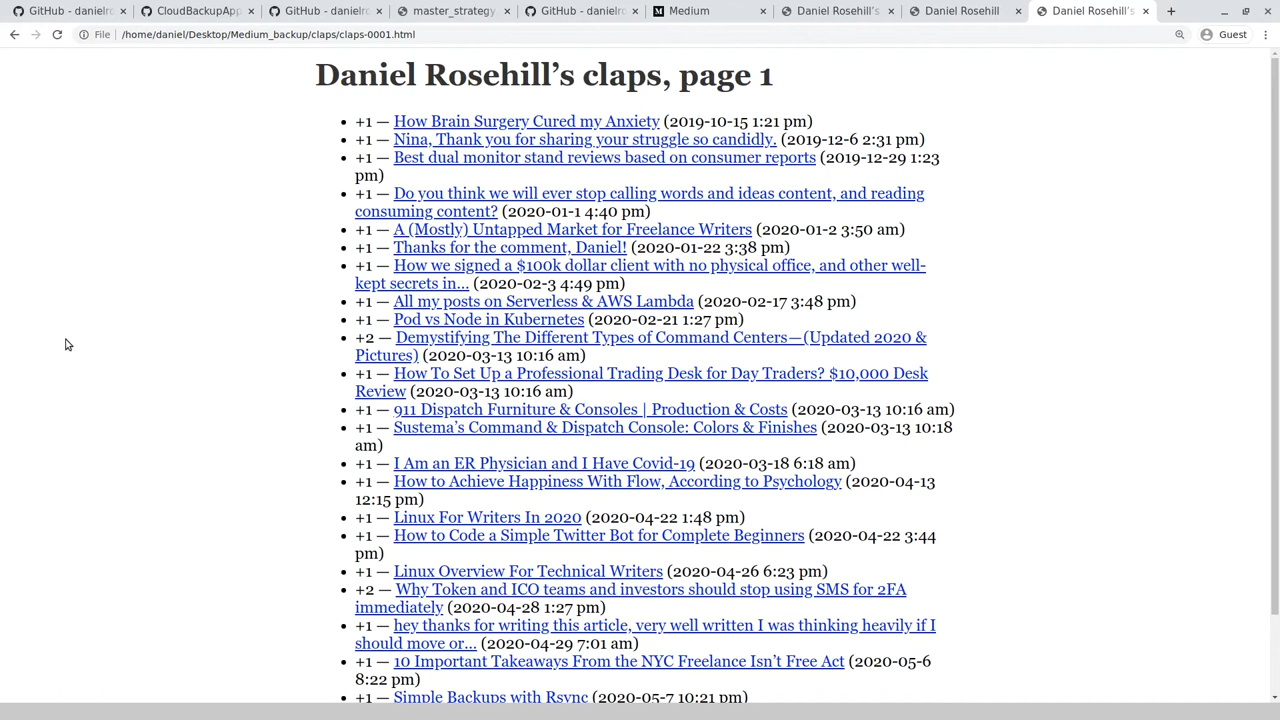 GitHub - danielro
CloudBackupApp
GitHub - danielro
master_strategy
GitHub - danielro
Medium
Daniel Rosehill's
Daniel Rosehill
Daniel Rosehill's
File
/home/daniel/Desktop/Medium_backup/claps/claps-0001.html
Guest
Daniel Rosehill’s claps, page 1
+1 — How Brain Surgery Cured my Anxiety (2019-10-15 1:21 pm)
+1 — Nina, Thank you for sharing your struggle so candidly. (2019-12-6 2:31 pm)
+1 — Best dual monitor stand reviews based on consumer reports (2019-12-29 1:23
pm)
+1 — Do you think we will ever stop calling words and ideas content, and reading
consuming content? (2020-01-1 4:40 pm)
+1 — A (Mostly) Untapped Market for Freelance Writers (2020-01-2 3:50 am)
+1 — Thanks for the comment, Daniel! (2020-01-22 3:38 pm)
+1 — How we signed a $100k dollar client with no physical office, and other well-
kept secrets in... (2020-02-3 4:49 pm)
+1 — All my posts on Serverless & AWS Lambda (2020-02-17 3:48 pm)
+1 — Pod vs Node in Kubernetes (2020-02-21 1:27 pm)
+2 — Demystifying The Different Types of Command Centers—(Updated 2020 &
Pictures) (2020-03-13 10:16 am)
+1 — How To Set Up a Professional Trading Desk for Day Traders? $10,000 Desk
Review (2020-03-13 10:16 am)
+1 — 911 Dispatch Furniture & Consoles | Production & Costs (2020-03-13 10:16 am)
+1 — Sustema’s Command & Dispatch Console: Colors & Finishes (2020-03-13 10:18
am)
+1 — I Am an ER Physician and I Have Covid-19 (2020-03-18 6:18 am)
+1 — How to Achieve Happiness With Flow, According to Psychology (2020-04-13
12:15 pm)
+1 — Linux For Writers In 2020 (2020-04-22 1:48 pm)
+1 — How to Code a Simple Twitter Bot for Complete Beginners (2020-04-22 3:44
pm)
+1 — Linux Overview For Technical Writers (2020-04-26 6:23 pm)
+2 — Why Token and ICO teams and investors should stop using SMS for 2FA
immediately (2020-04-28 1:27 pm)
+1 — hey thanks for writing this article, very well written I was thinking heavily if I
should move or... (2020-04-29 7:01 am)
+1 — 10 Important Takeaways From the NYC Freelance Isn’t Free Act (2020-05-6
8:22 pm)
+1 — Simple Backups with Rsync (2020-05-7 10:21 pm)